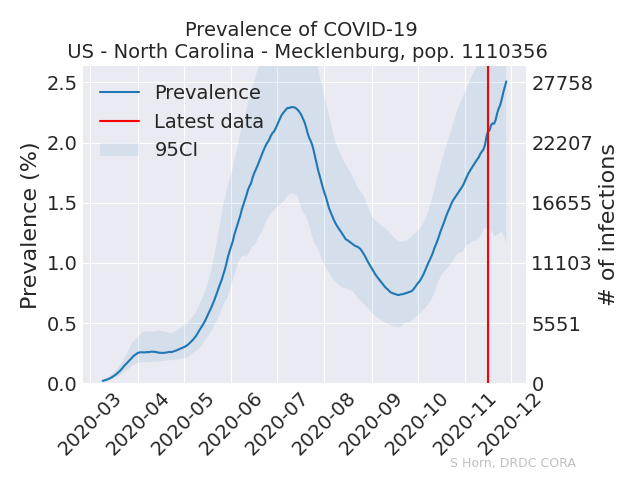 Prevalence of COVID-19
US - North Carolina - Mecklenburg, pop. 1110356
Prevalence
Latest data
95CI
Prevalence (%)
2.5
2.0
1.5
1.0
0.5
0.0
27758
22207
16655
11103
5551
0
# of infections
2020-03
2020-04
2020-05
2020-06
2020-07
2020-08
2020-09
2020-10
2020-11
2020-12
S Horn, DRDC CORA